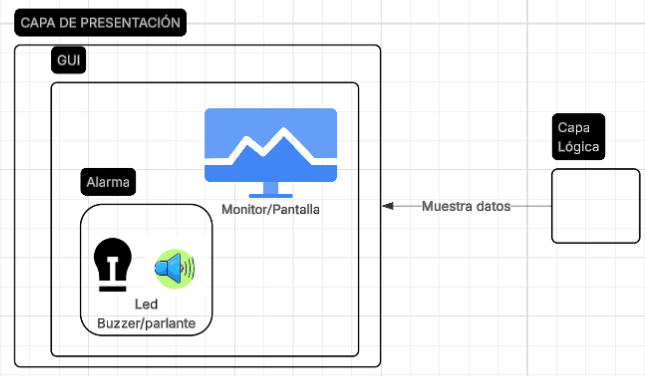 CAPA DE PRESENTACIÓN
GUI
Monitor/Pantalla
Alarma
Led
Buzzer/parlante
Muestra datos
Capa
Lógica